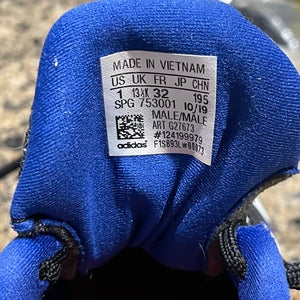 MADE IN VIETNAM
US UK FR JP CHN
1 13½K 32 195
SPG 753001 10/19
MALE/MÂLE
ART G27673
#124199979
adidas